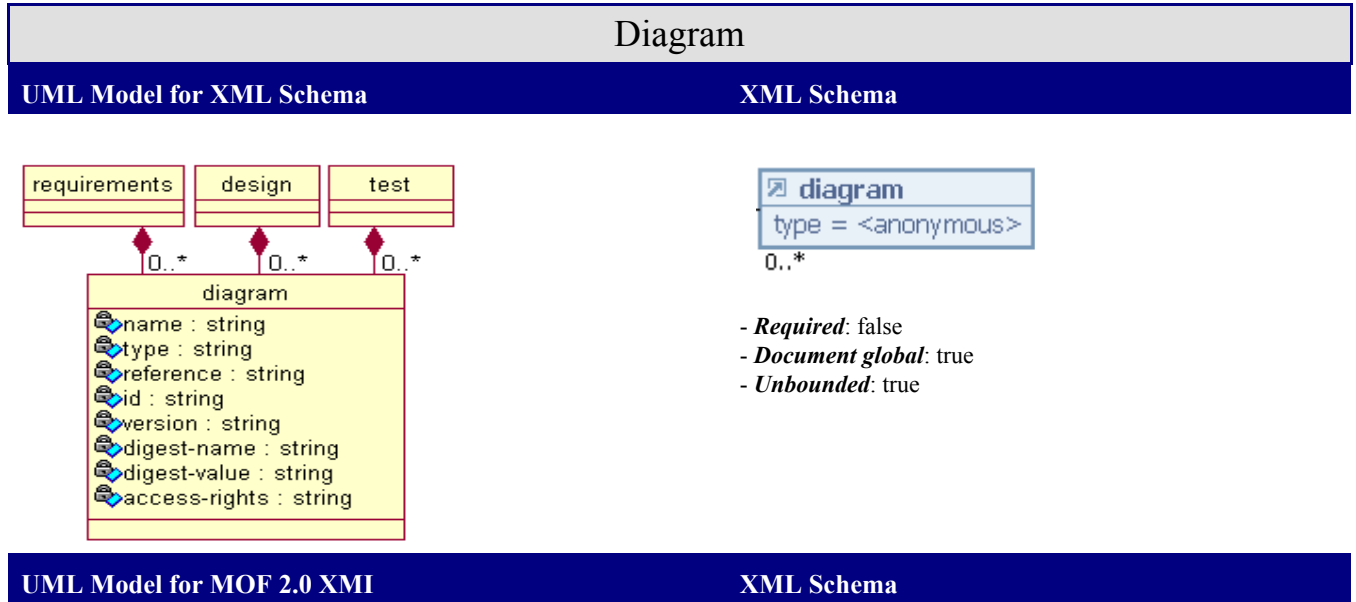 Diagram
UML Model for XML Schema XML Schema
requirements design test
0..* 0..* 0..*
diagram
name : string
type : string
reference : string
id : string
version : string
digest-name : string
digest-value : string
access-rights : string
diagram
type = <anonymous>
0..*
- Required: false
- Document global: true
- Unbounded: true
UML Model for MOF 2.0 XMI XML Schema